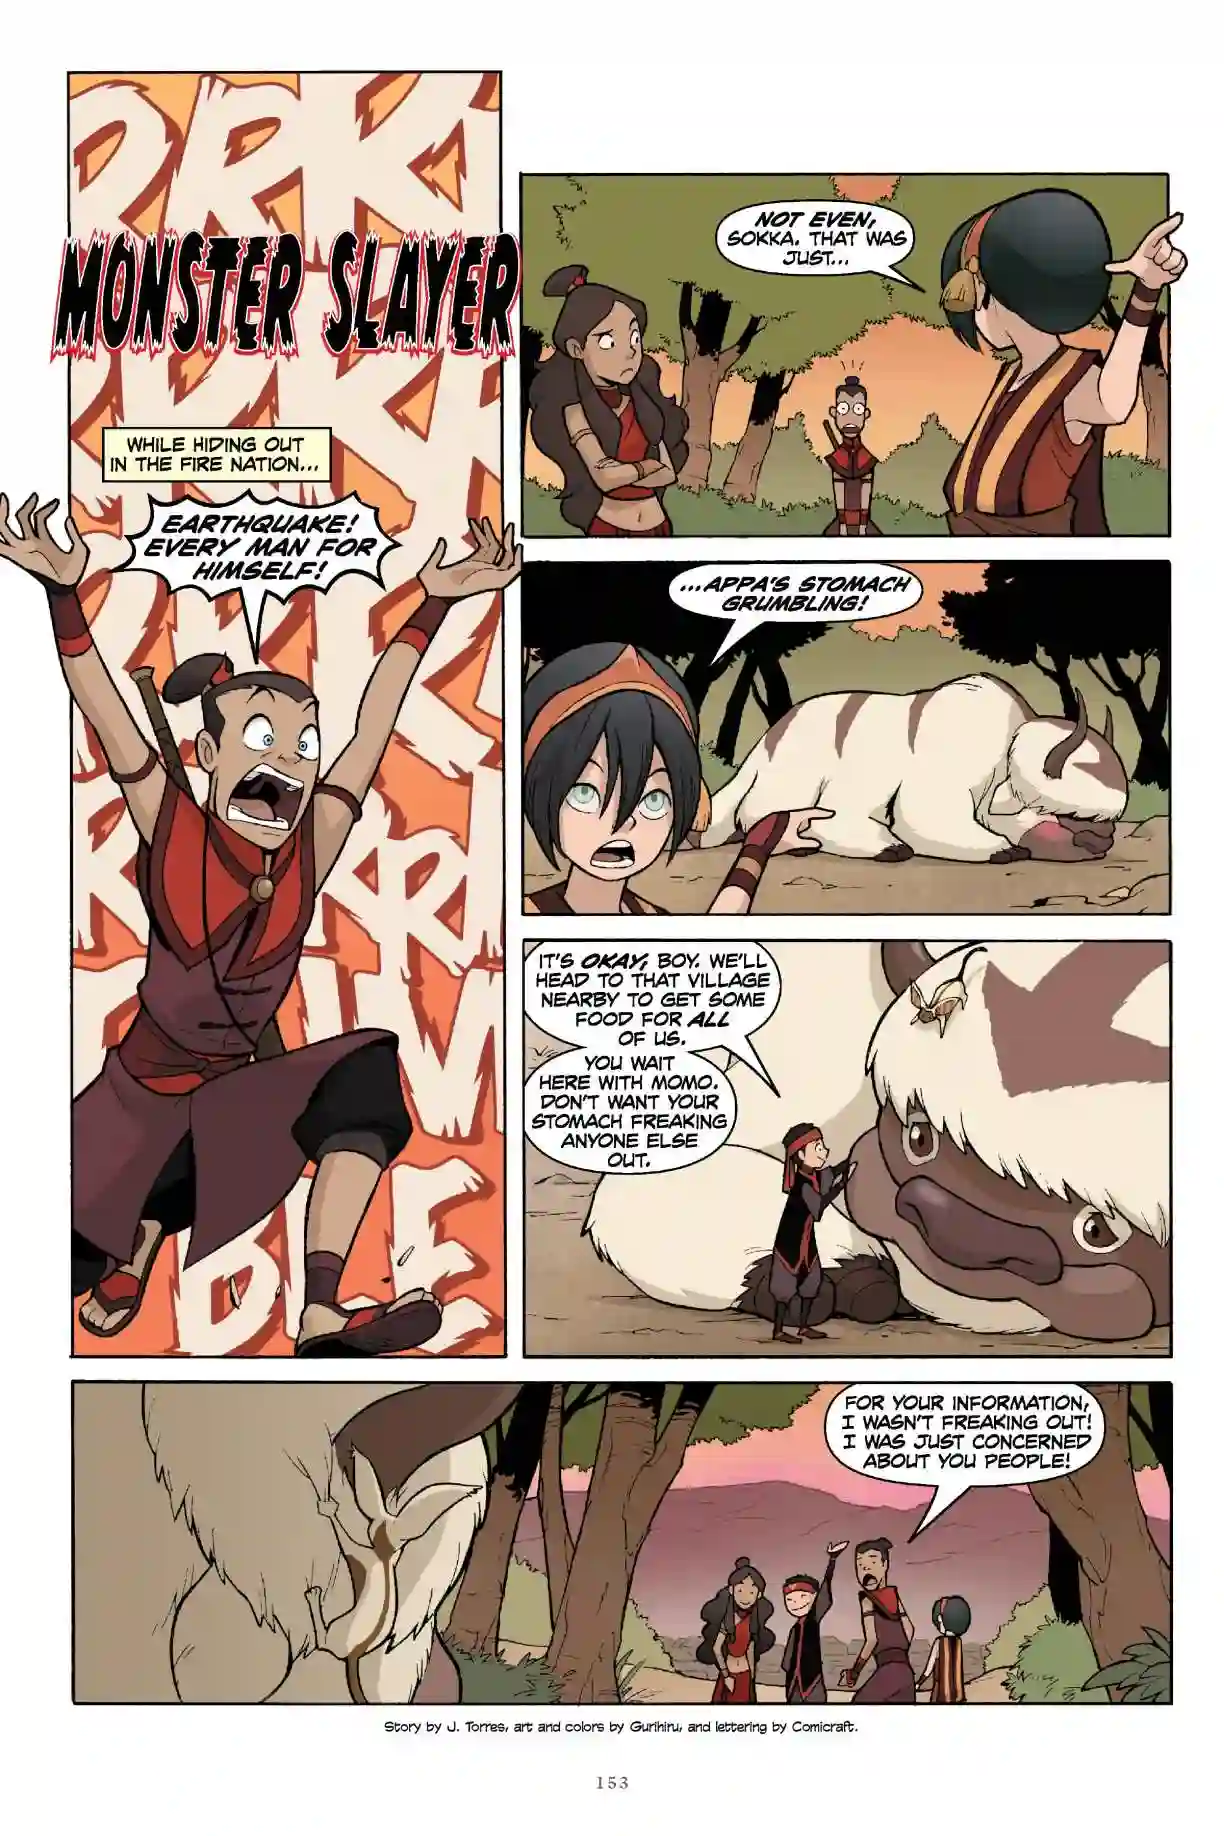 MONSTER SLAYER
WHILE HIDING OUT
IN THE FIRE NATION...
EARTHQUAKE!
EVERY MAN FOR
HIMSELF!
NOT EVEN,
SOKKA. THAT WAS
JUST...
...APPA'S STOMACH
GRUMBLING!
IT'S OKAY, BOY. WE'LL
HEAD TO THAT VILLAGE
NEARBY TO GET SOME
FOOD FOR ALL
OF US.
YOU WAIT
HERE WITH MOMO.
DON'T WANT YOUR
STOMACH FREAKING
ANYONE ELSE
OUT.
FOR YOUR INFORMATION,
I WASN'T FREAKING OUT!
I WAS JUST CONCERNED
ABOUT YOU PEOPLE!
Story by J. Torres, art and colors by Gurihiru, and lettering by Comicraft.
153